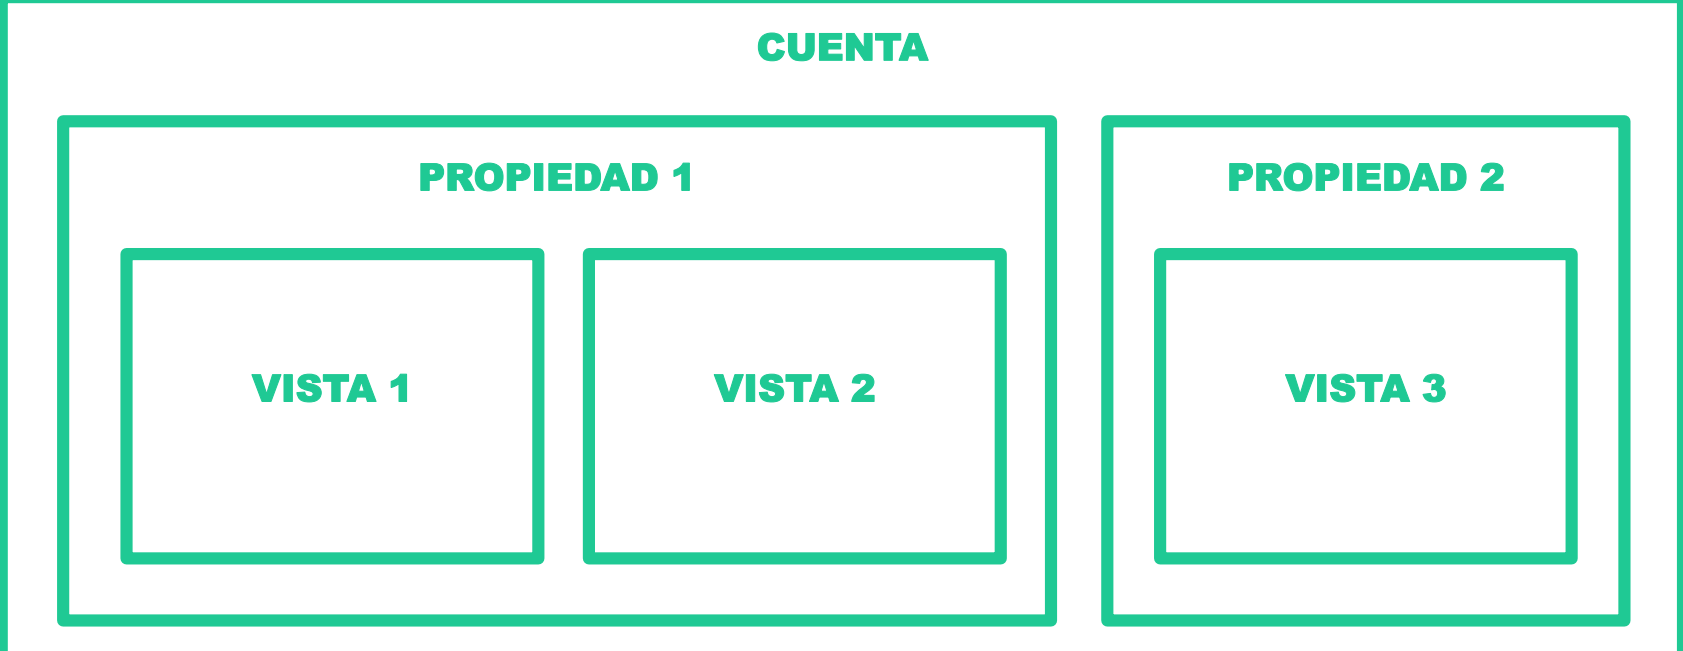 CUENTA
PROPIEDAD 1
PROPIEDAD 2
VISTA 1
VISTA 2
VISTA 3